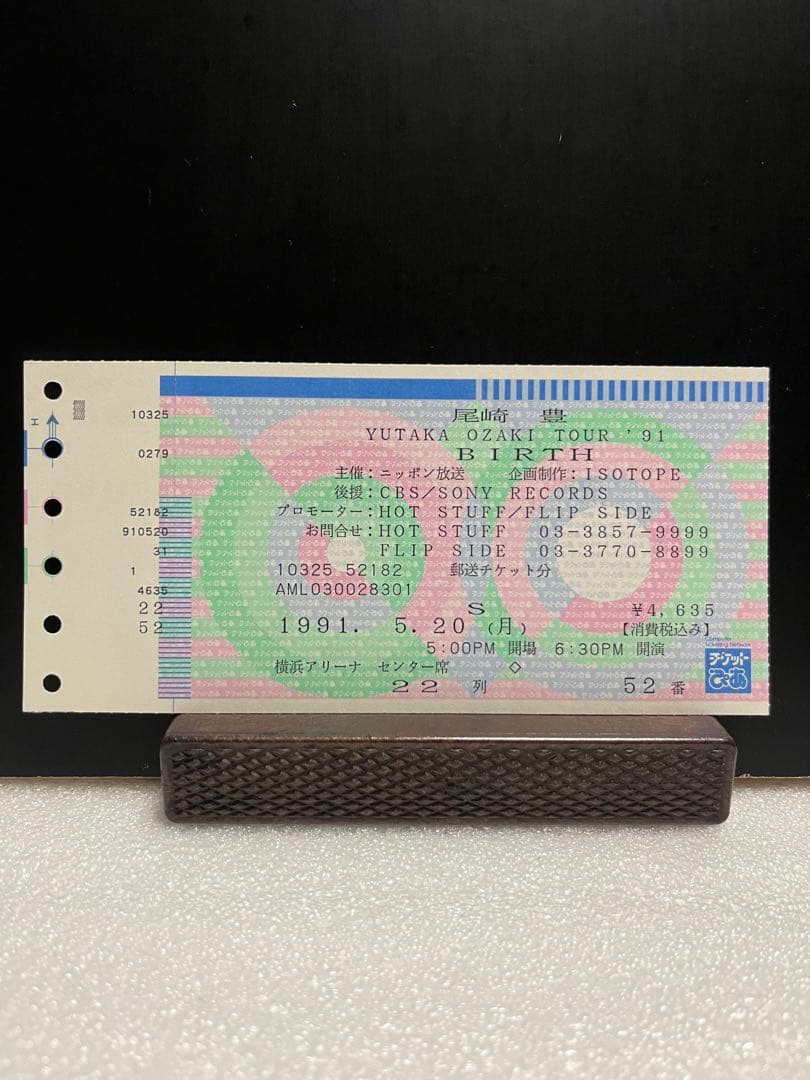 H
10325
0279
52182
910520
31
1
4635
22
52
尾崎 豊
YUTAKA OZAKI TOUR '91
BIRTH
主催:ニッポン放送 企画制作:ISOTOPE
後援:CBS/SONY RECORDS
プロモーター:HOT STUFF/FLIP SIDE
お問合せ:HOT STUFF 03-3857-9999
FLIP SIDE 03-3770-8899
10325 52182 郵送チケット分
AML030028301
S ¥4,635
1991. 5.20 (月) 【消費税込み】
5:00PM 開場 6:30PM 開演
横浜アリーナ センター席 ◇
22 列 52 番
チケットぴあ